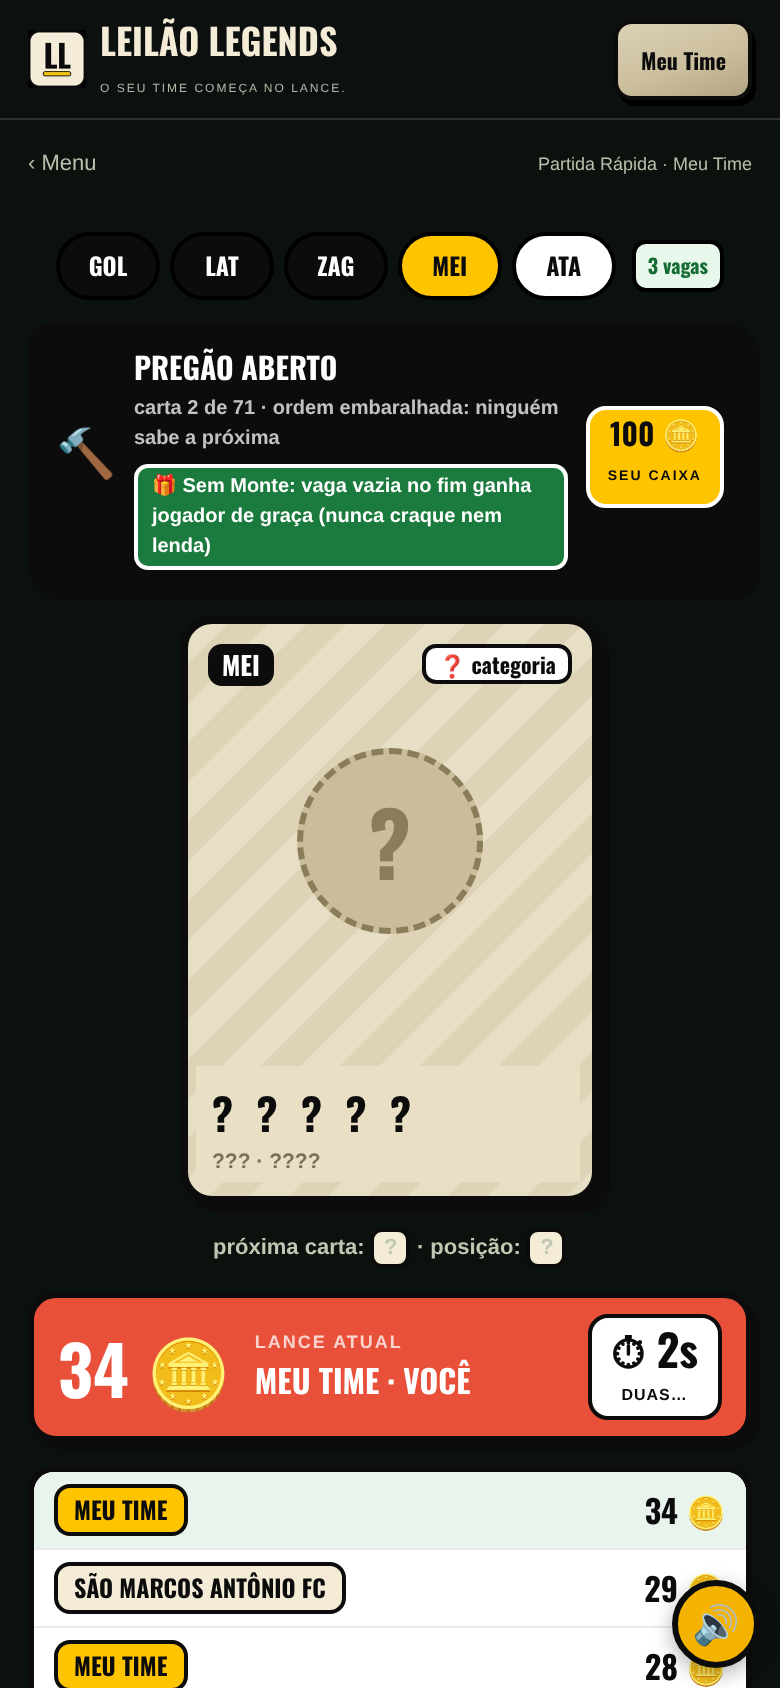 LL
LEILÃO LEGENDS
O SEU TIME COMEÇA NO LANCE.
Meu Time
‹ Menu
Partida Rápida · Meu Time
GOL
LAT
ZAG
MEI
ATA
3 vagas
PREGÃO ABERTO
carta 2 de 71 · ordem embaralhada: ninguém
sabe a próxima
🎁 Sem Monte: vaga vazia no fim ganha
jogador de graça (nunca craque nem
lenda)
100
SEU CAIXA
MEI
❓ categoria
?
? ? ? ? ?
??? · ????
próxima carta: ? · posição: ?
34
LANCE ATUAL
MEU TIME · VOCÊ
⏱ 2s
DUAS...
MEU TIME
34
SÃO MARCOS ANTÔNIO FC
29
MEU TIME
28